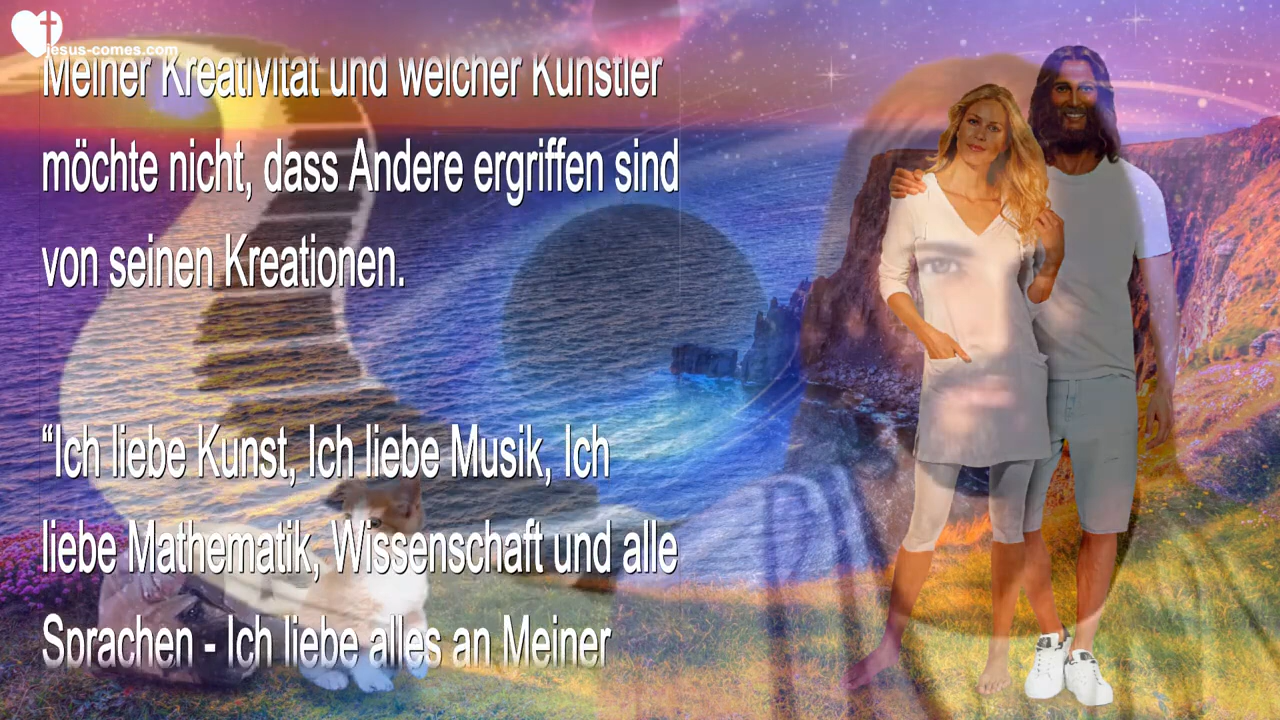 jesus-comes.com
Meiner Kreativität und welcher Künstler
möchte nicht, dass Andere ergriffen sind
von seinen Kreationen.
“Ich liebe Kunst, Ich liebe Musik, Ich
liebe Mathematik, Wissenschaft und alle
Sprachen - Ich liebe alles an Meiner